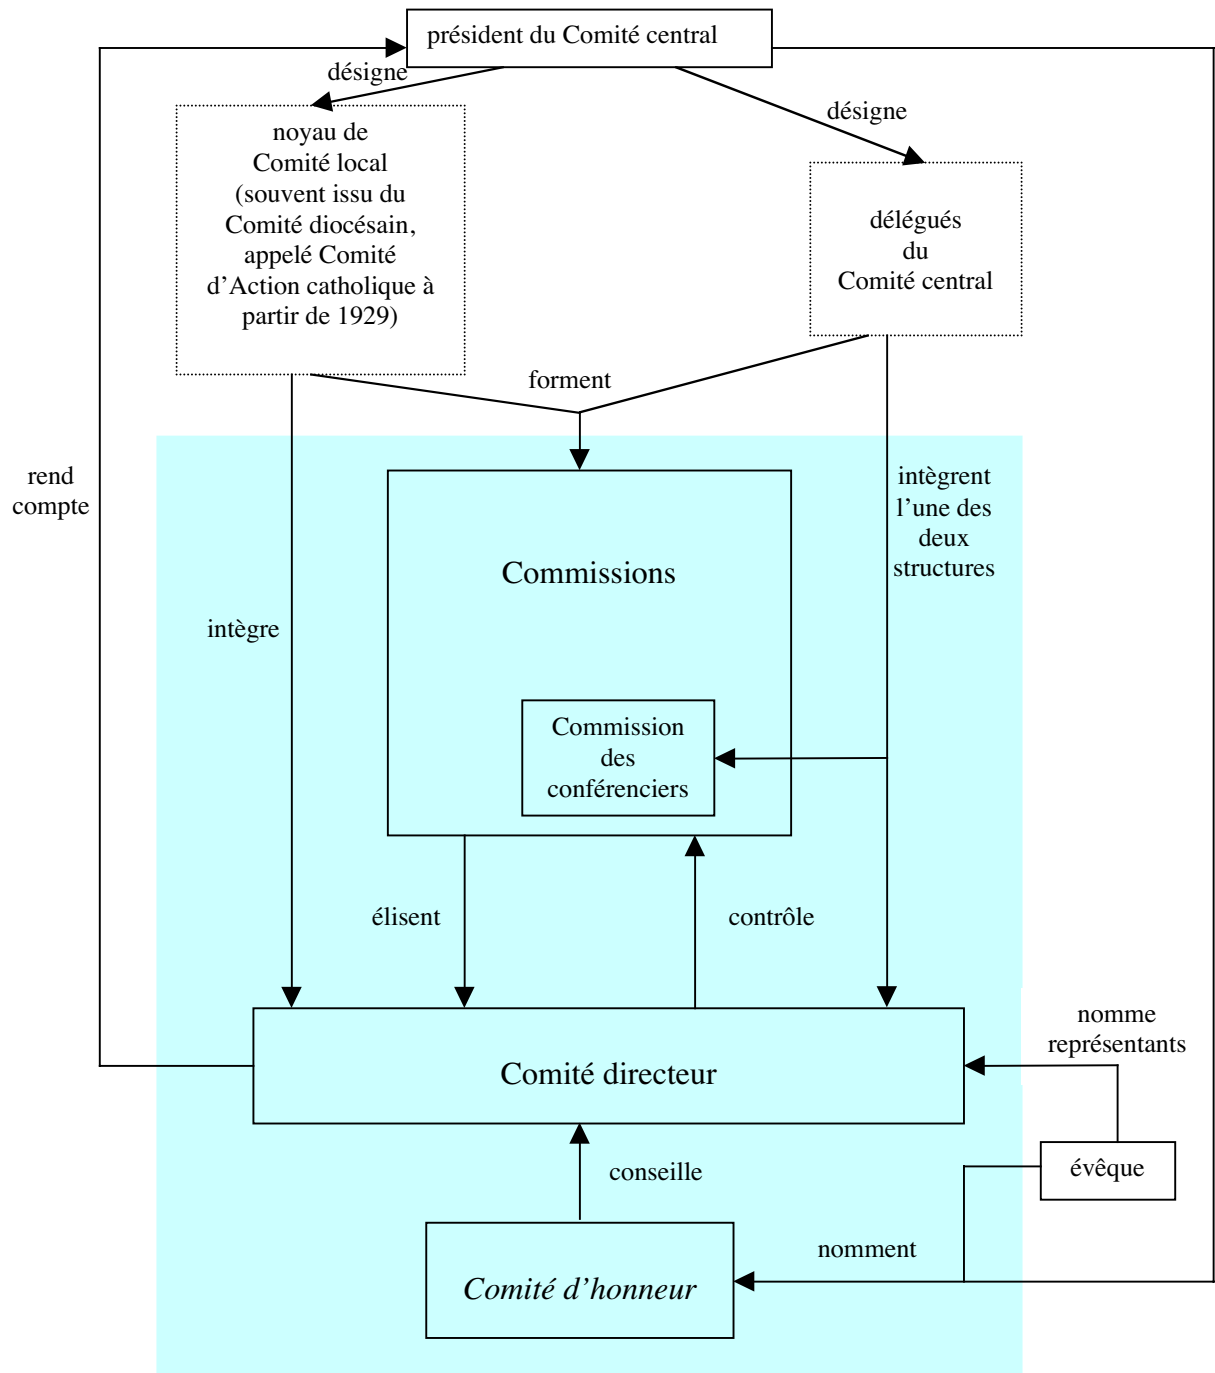 président du Comité central
désigne
désigne
noyau de
Comité local
(souvent issu du
Comité diocésain,
appelé Comité
d’Action catholique à
partir de 1929)
délégués
du
Comité central
forment
rend
compte
intègrent
l’une des
deux
structures
Commissions
intègre
Commission
des
conférenciers
élisent
contrôle
nomme
représentants
Comité directeur
conseille
évêque
nomment
Comité d’honneur